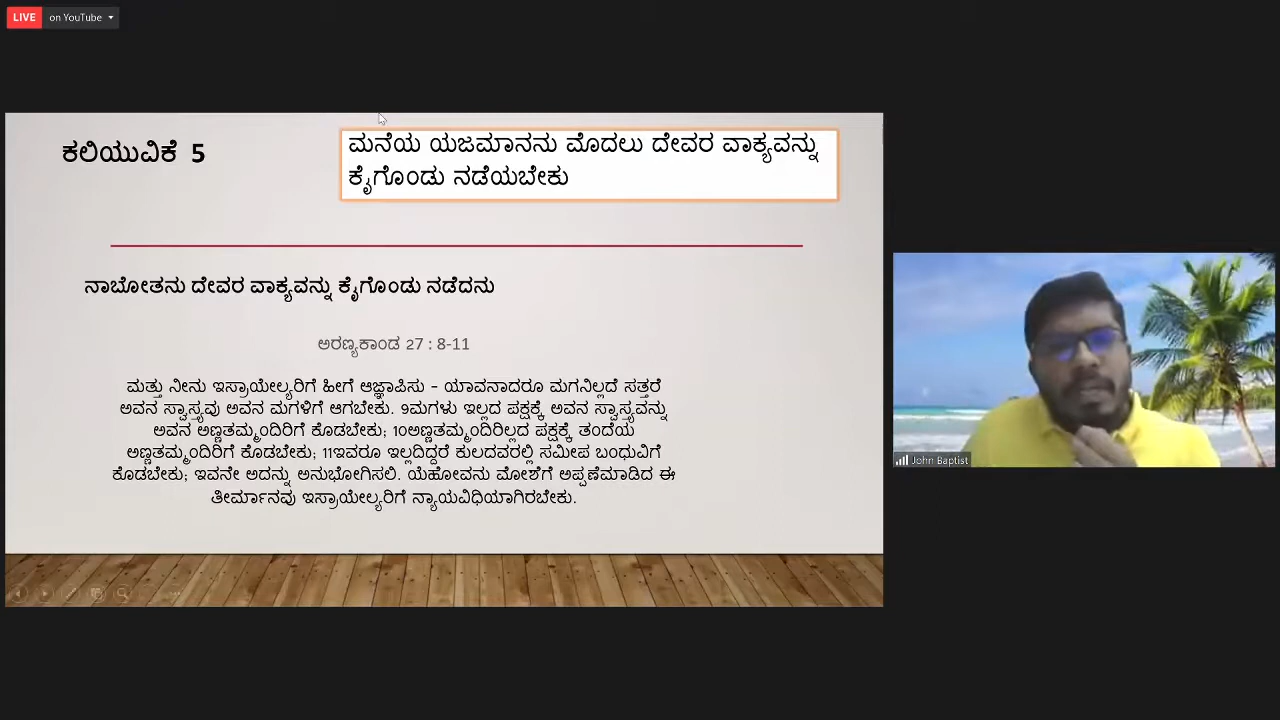 LIVE on YouTube
ಕಲಿಯುವಿಕೆ 5
ಮನೆಯ ಯಜಮಾನನು ಮೊದಲು ದೇವರ ವಾಕ್ಯವನ್ನು
ಕೈಗೊಂಡು ನಡೆಯಬೇಕು
ನಾಬೋತನು ದೇವರ ವಾಕ್ಯವನ್ನು ಕೈಗೊಂಡು ನಡೆದನು
ಅರಣ್ಯಕಾಂಡ 27 : 8-11
ಮತ್ತು ನೀನು ಇಸ್ರಾಯೇಲ್ಯರಿಗೆ ಹೀಗೆ ಆಜ್ಞಾಪಿಸು – ಯಾವನಾದರೂ ಮಗನಿಲ್ಲದೆ ಸತ್ತರೆ
ಅವನ ಸ್ವಾಸ್ತ್ಯವು ಅವನ ಮಗಳಿಗೆ ಆಗಬೇಕು. 9ಮಗಳು ಇಲ್ಲದ ಪಕ್ಷಕ್ಕೆ ಅವನ ಸ್ವಾಸ್ತ್ಯವನ್ನು
ಅವನ ಅಣ್ಣತಮ್ಮಂದಿರಿಗೆ ಕೊಡಬೇಕು; 10ಅಣ್ಣತಮ್ಮಂದಿರಿಲ್ಲದ ಪಕ್ಷಕ್ಕೆ ತಂದೆಯ
ಅಣ್ಣತಮ್ಮಂದಿರಿಗೆ ಕೊಡಬೇಕು; 11ಇವರೂ ಇಲ್ಲದಿದ್ದರೆ ಕುಲದವರಲ್ಲಿ ಸಮೀಪ ಬಂಧುವಿಗೆ
ಕೊಡಬೇಕು; ಇವನೇ ಅದನ್ನು ಅನುಭೋಗಿಸಲಿ. ಯೆಹೋವನು ಮೋಶೆಗೆ ಅಪ್ಪಣೆಮಾಡಿದ ಈ
ತೀರ್ಮಾನವು ಇಸ್ರಾಯೇಲ್ಯರಿಗೆ ನ್ಯಾಯವಿಧಿಯಾಗಿರಬೇಕು.
John Baptist